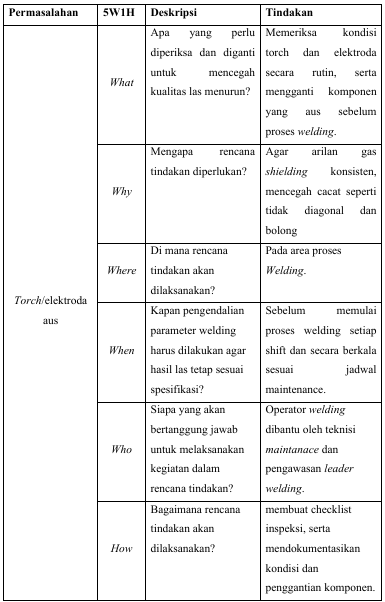 Permasalahan 5W1H Deskripsi Tindakan
Torch/elektroda
aus
What
Apa yang perlu
diperiksa dan diganti
untuk mencegah
kualitas las menurun?
Memeriksa kondisi
torch dan elektroda
secara rutin, serta
mengganti komponen
yang aus sebelum
proses welding.
Why
Mengapa rencana
tindakan diperlukan?
Agar arilan gas
shielding konsisten,
mencegah cacat seperti
tidak diagonal dan
bolong
Where
Di mana rencana
tindakan akan
dilaksanakan?
Pada area proses
Welding.
When
Kapan pengendalian
parameter welding
harus dilakukan agar
hasil las tetap sesuai
spesifikasi?
Sebelum memulai
proses welding setiap
shift dan secara berkala
sesuai jadwal
maintenance.
Who
Siapa yang akan
bertanggung jawab
untuk melaksanakan
kegiatan dalam
rencana tindakan?
Operator welding
dibantu oleh teknisi
maintanace dan
pengawasan leader
welding.
How
Bagaimana rencana
tindakan akan
dilaksanakan?
membuat checklist
inspeksi, serta
mendokumentasikan
kondisi dan
penggantian komponen.